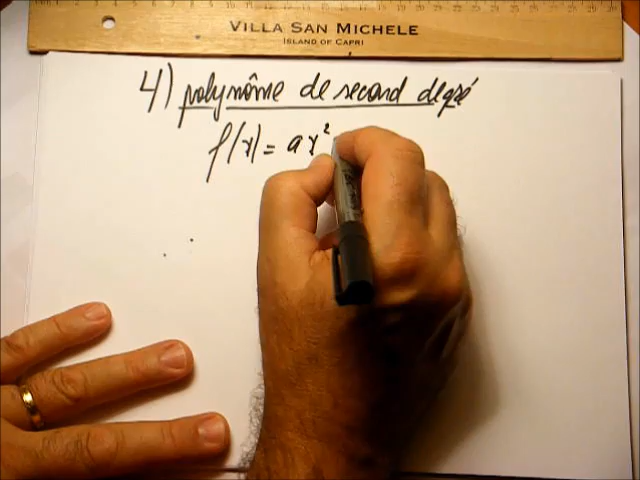 VILLA SAN MICHELE
ISLAND OF CAPRI
4) polynôme de second degré
f(x) = ax²